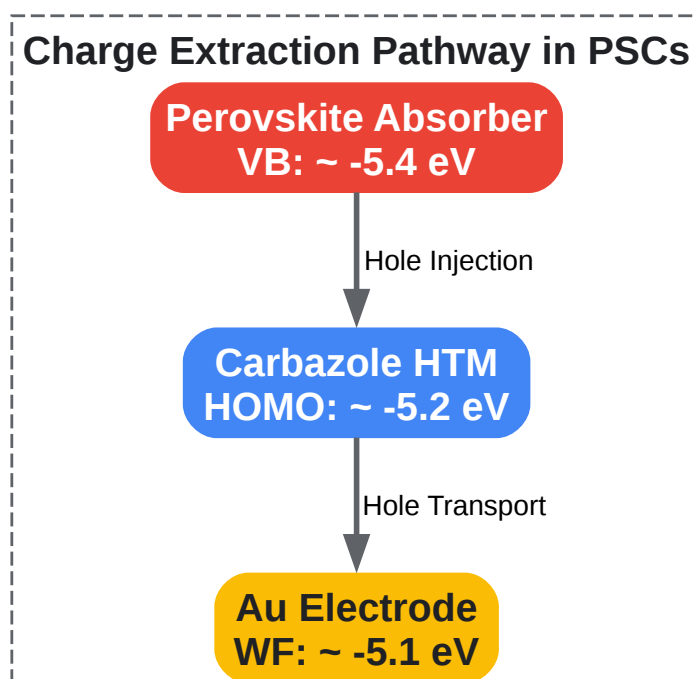 Charge Extraction Pathway in PSCs
Perovskite Absorber
VB: ~ -5.4 eV
Hole Injection
Carbazole HTM
HOMO: ~ -5.2 eV
Hole Transport
Au Electrode
WF: ~ -5.1 eV